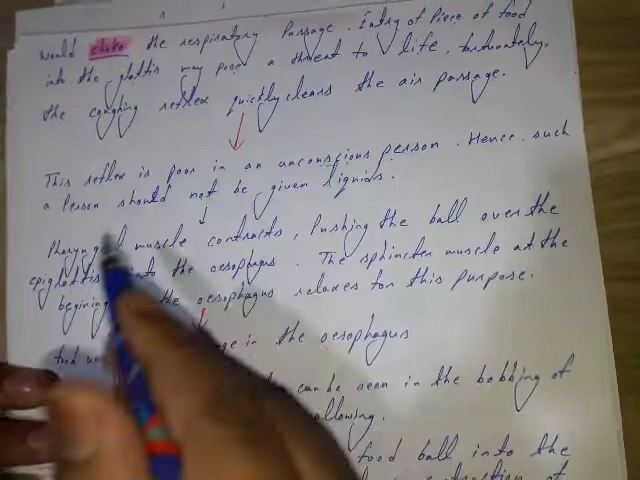 would choke the respiratory Passage. Entry of Piece of food
into the glottis may poor a threat to life, fortunately.
the coughing reflex quickly clears the air passage.
This reflex is poor in an unconscious person. Hence. such
a Person should not be given liquids.
Pharyngeal muscle contracts, Pushing the ball over the
epiglottis into the oesophagus. The sphincter muscle at the
begining the oesophagus relaxes for this purpose.
food in the oesophagus
can be seen in the bobbing of
food ball into the